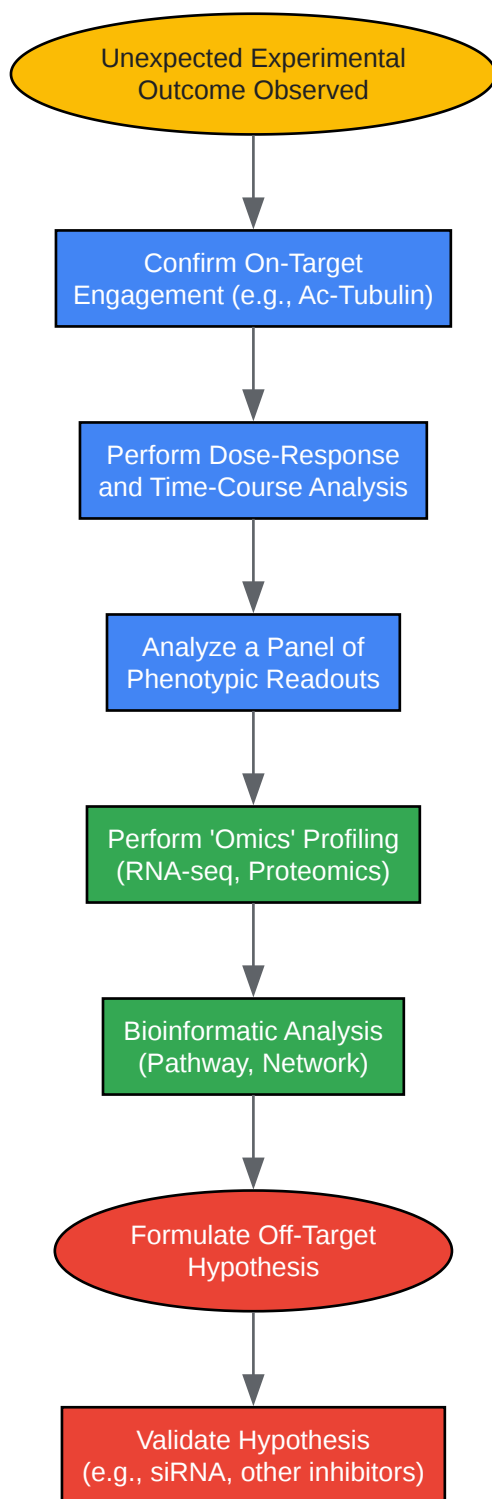 Unexpected Experimental
Outcome Observed
Confirm On-Target
Engagement (e.g., Ac-Tubulin)
Perform Dose-Response
and Time-Course Analysis
Analyze a Panel of
Phenotypic Readouts
Perform 'Omics' Profiling
(RNA-seq, Proteomics)
Bioinformatic Analysis
(Pathway, Network)
Formulate Off-Target
Hypothesis
Validate Hypothesis
(e.g., siRNA, other inhibitors)